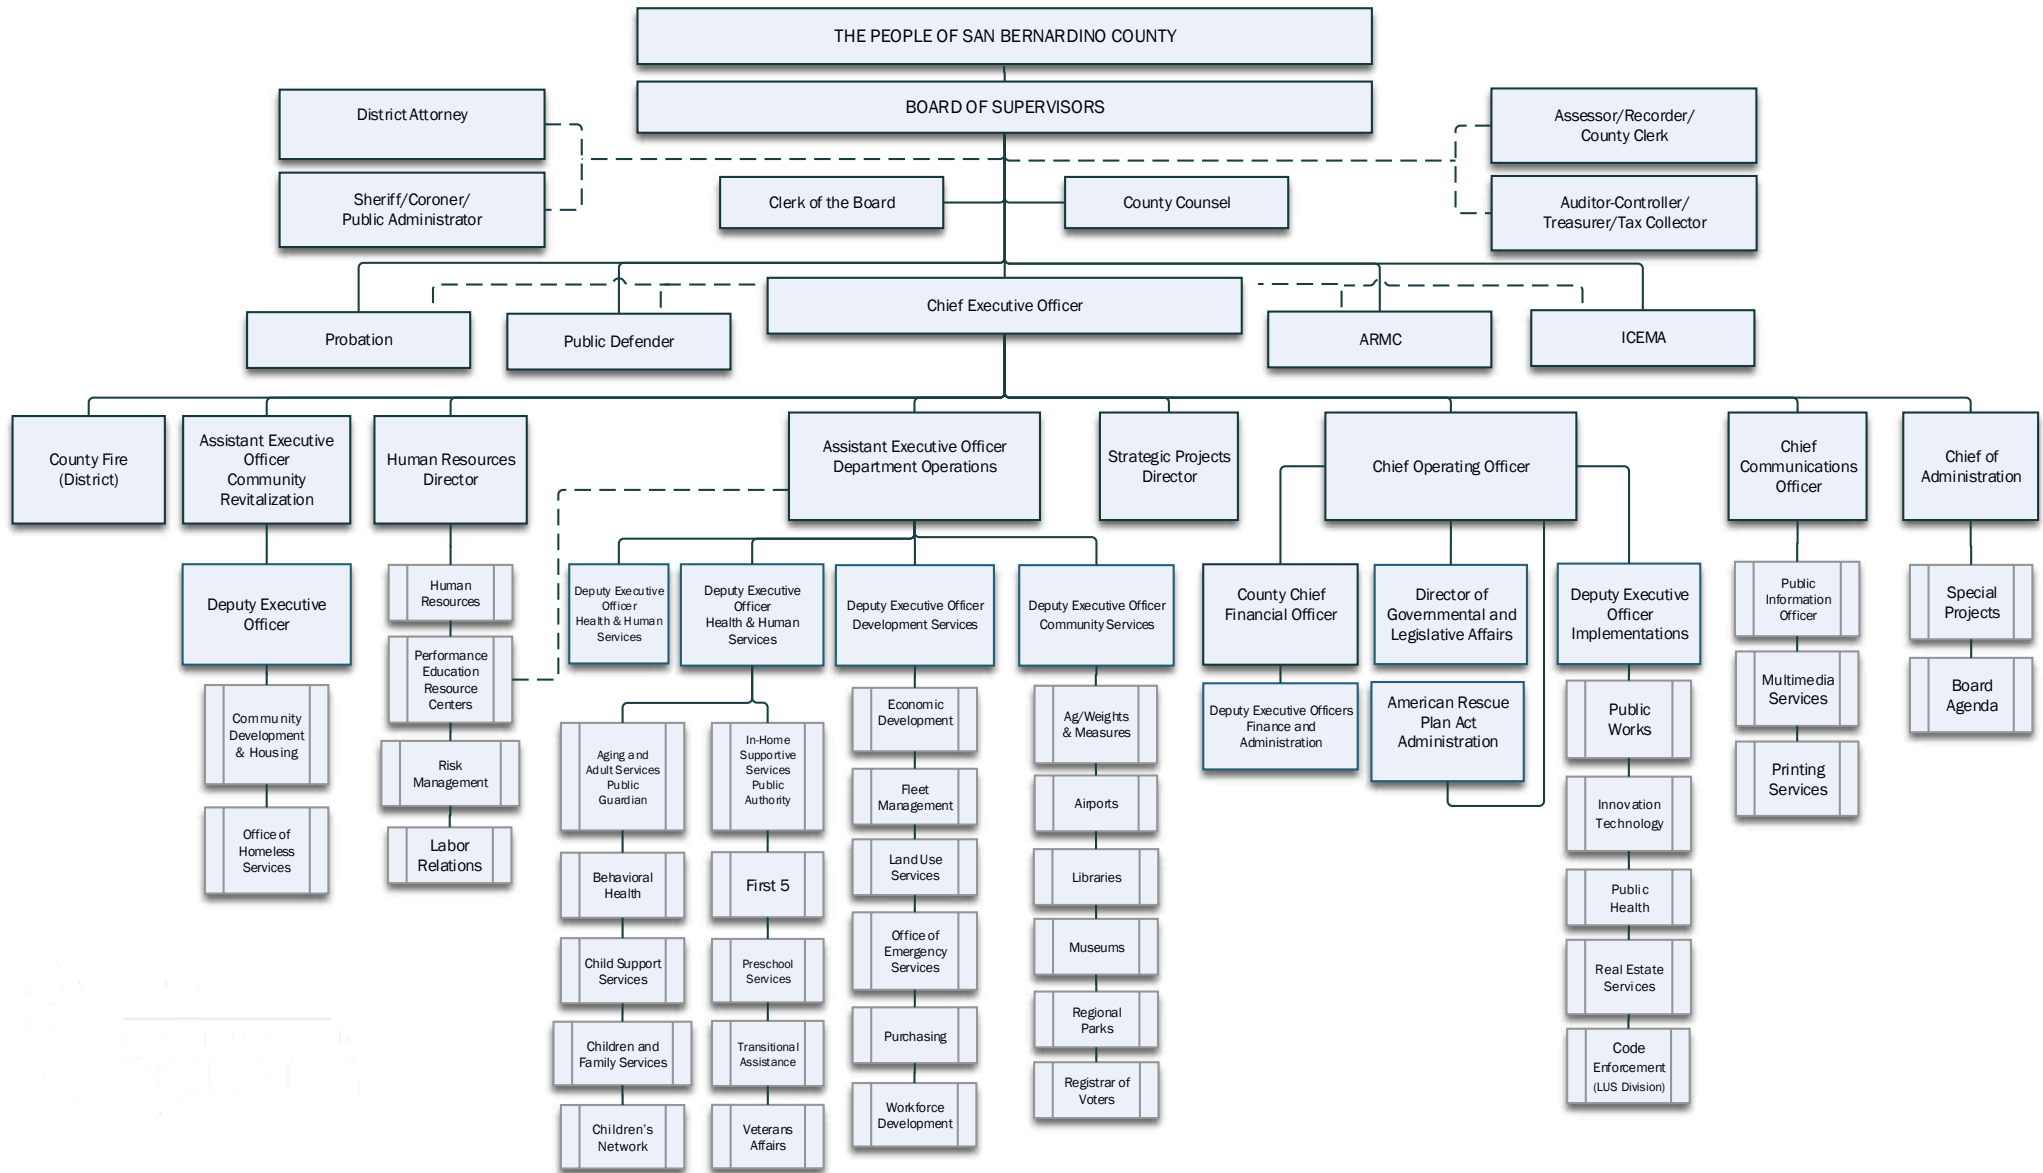 THE PEOPLE OF SAN BERNARDINO COUNTY
BOARD OF SUPERVISORS
District Attorney
Sheriff/Coroner/
Public Administrator
Assessor/Recorder/
County Clerk
Auditor-Controller/
Treasurer/Tax Collector
Clerk of the Board
County Counsel
Chief Executive Officer
Probation
Public Defender
ARMC
ICEMA
County Fire
(District)
Assistant Executive
Officer
Community
Revitalization
Human Resources
Director
Assistant Executive Officer
Department Operations
Strategic Projects
Director
Chief Operating Officer
Chief
Communications
Officer
Chief of
Administration
Deputy Executive
Officer
Community
Development
& Housing
Office of
Homeless
Services
Human
Resources
Performance
Education
Resource
Centers
Risk
Management
Labor
Relations
Deputy Executive
Officer
Health & Human
Services
Deputy Executive
Officer
Health & Human
Services
Aging and
Adult Services
Public
Guardian
Behavioral
Health
Child Support
Services
Children and
Family Services
Children's
Network
In-Home
Supportive
Services
Public
Authority
First 5
Preschool
Services
Transitional
Assistance
Veterans
Affairs
Deputy Executive Officer
Development Services
Economic
Development
Fleet
Management
Land Use
Services
Office of
Emergency
Services
Purchasing
Workforce
Development
Deputy Executive Officer
Community Services
Ag/Weights
& Measures
Airports
Libraries
Museums
Regional
Parks
Registrar of
Voters
County Chief
Financial Officer
Deputy Executive Officers
Finance and
Administration
Director of
Governmental and
Legislative Affairs
American Rescue
Plan Act
Administration
Deputy Executive
Officer
Implementations
Public
Works
Innovation
Technology
Public
Health
Real Estate
Services
Code
Enforcement
(LUS Division)
Public
Information
Officer
Multimedia
Services
Printing
Services
Special
Projects
Board
Agenda